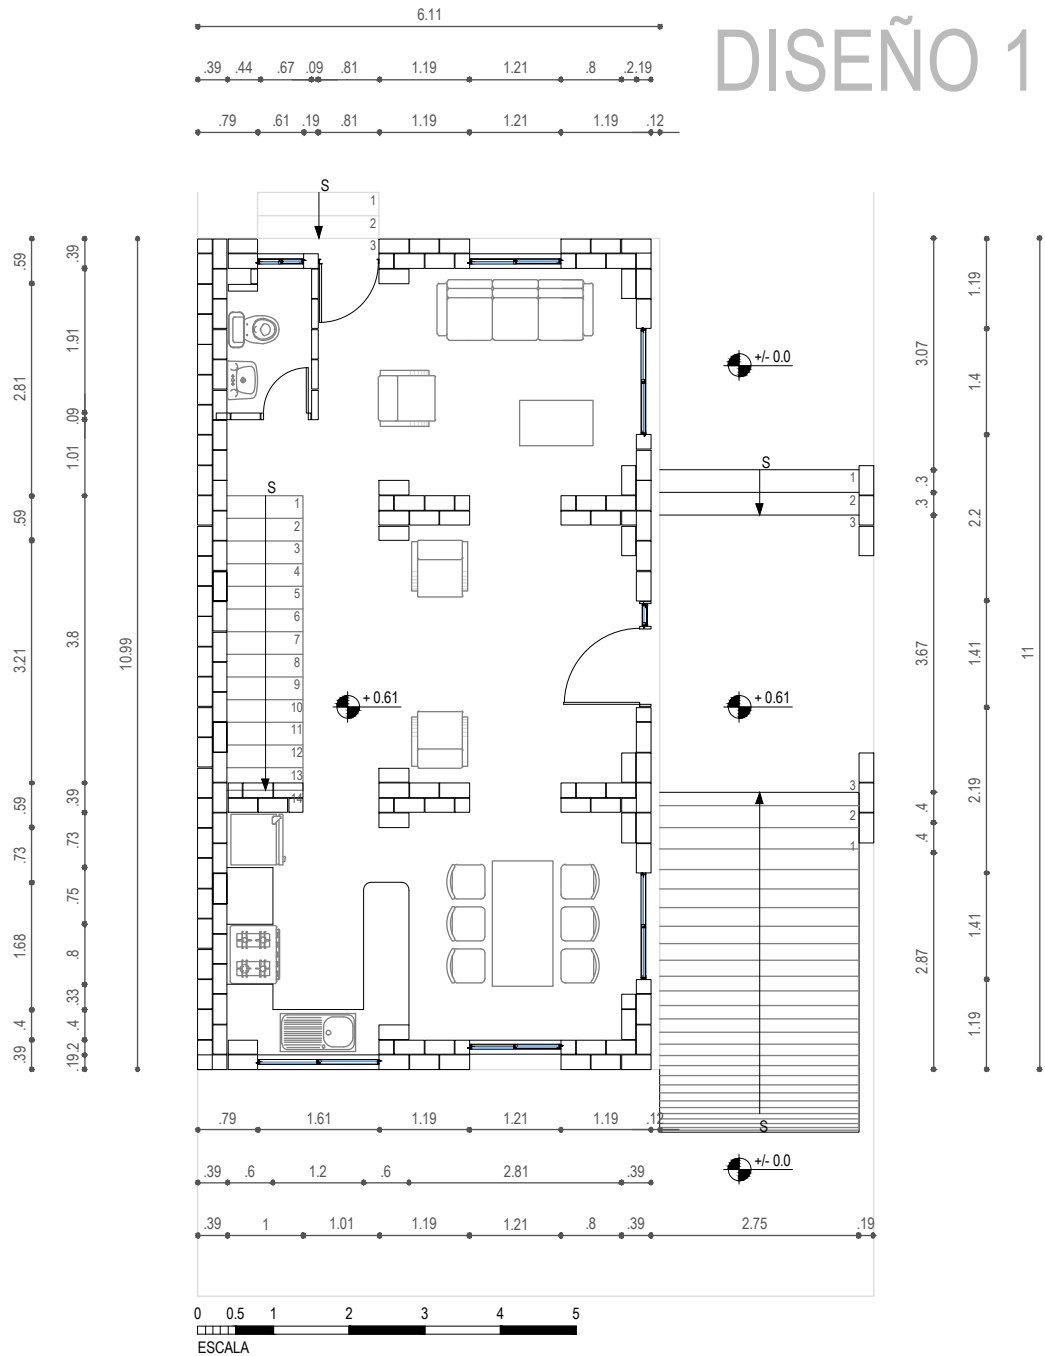 6.11
DISEÑO 1
.39 .44 .67 .09 .81 1.19 1.21 .8 .2 .19
.79 .61 .19 .81 1.19 1.21 1.19 .12
S
1
2
3
.59 2.81 .59 3.21 .59 .73 1.68 .4 .39
.39 1.91 .09 1.01 3.8 .39 .73 .75 .8 .33 .4 .2 .19
10.99
+/- 0.0
3.07 .3 .3 3.67 .4 .4 2.87
1.19 1.4 2.2 1.41 2.19 1.41 1.19
11
S
1
2
3
S
1
2
3
4
5
6
7
8
9
10
11
12
13
14
+ 0.61
+ 0.61
3
2
1
S
+/- 0.0
.79 1.61 1.19 1.21 1.19 .12
.39 .6 1.2 .6 2.81 .39
.39 1 1.01 1.19 1.21 .8 .39 2.75 .19
0 0.5 1 2 3 4 5
ESCALA